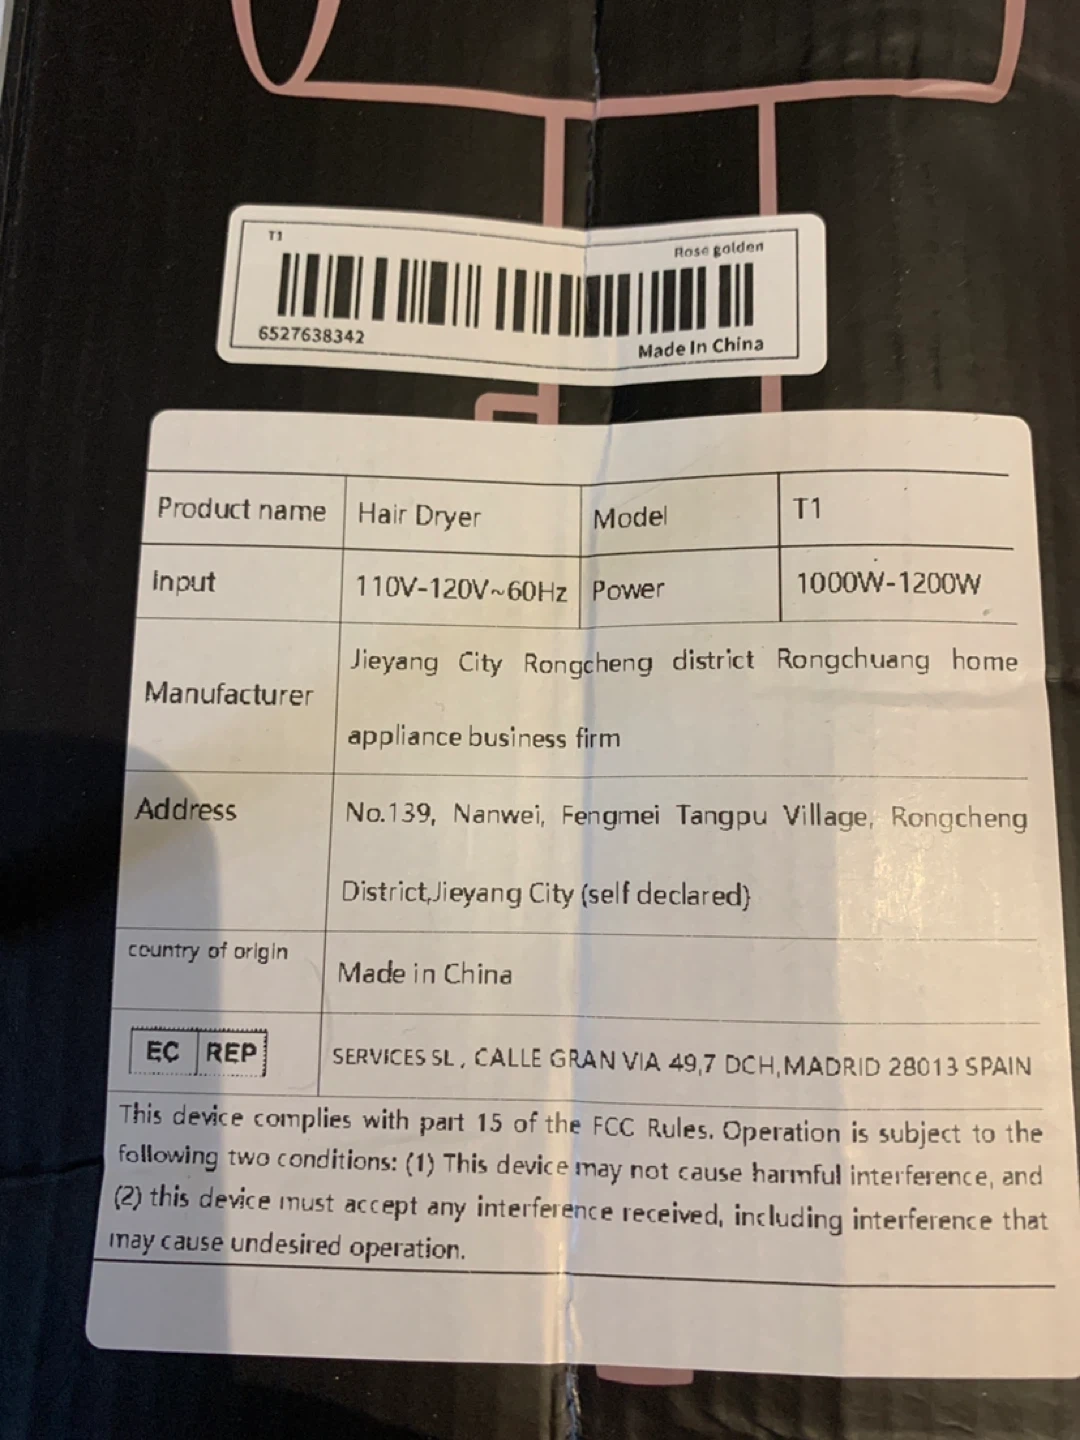 T1
Rose golden
6527638342
Made In China
Product name Hair Dryer Model T1
Input 110V-120V~60Hz Power 1000W-1200W
Manufacturer
Jieyang City Rongcheng district Rongchuang home
appliance business firm
Address
No.139, Nanwei, Fengmei Tangpu Village, Rongcheng
District,Jieyang City (self declared)
country of origin
Made in China
EC REP
SERVICES SL , CALLE GRAN VIA 49,7 DCH,MADRID 28013 SPAIN
This device complies with part 15 of the FCC Rules. Operation is subject to the
following two conditions: (1) This device may not cause harmful interference, and
(2) this device must accept any interference received, including interference that
may cause undesired operation.